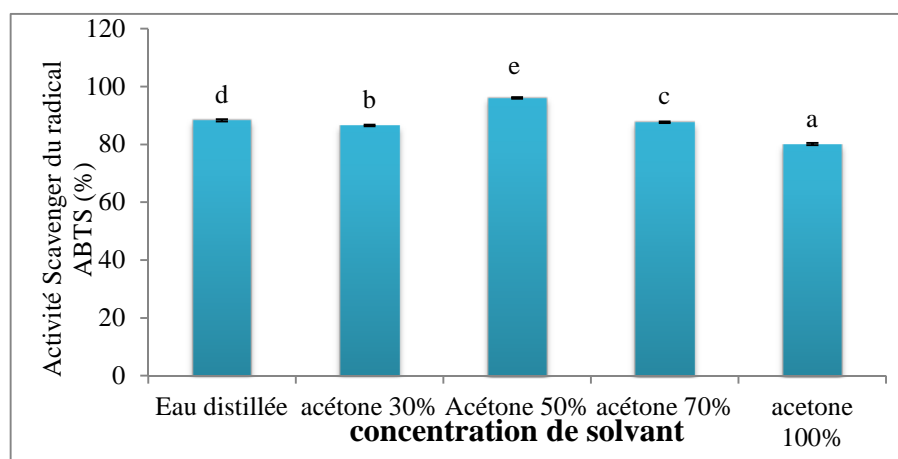 Activité Scavenger du radical
ABTS (%)
120
100
80
60
40
20
0
d
b
e
c
a
Eau distillée
acétone 30%
Acétone 50%
acétone 70%
acetone
100%
concentration de solvant